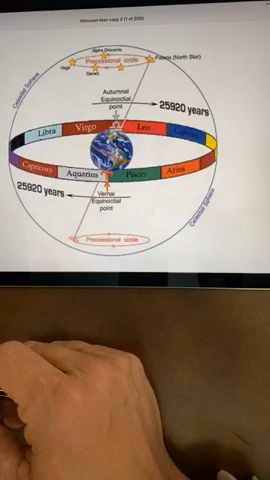 Vitruvian Man copy 2 (1 of 200)
Alpha Draconis
Polaris (North Star)
Precessional circle
Vega
Deneb
Celestial Sphere
Autumnal
Equinoctial
point
25920 years
Libra
Virgo
Leo
Capricorn
Aquarius
Pisces
Aries
25920 years
Vernal
Equinoctial
point
Celestial Sphere
Precessional circle